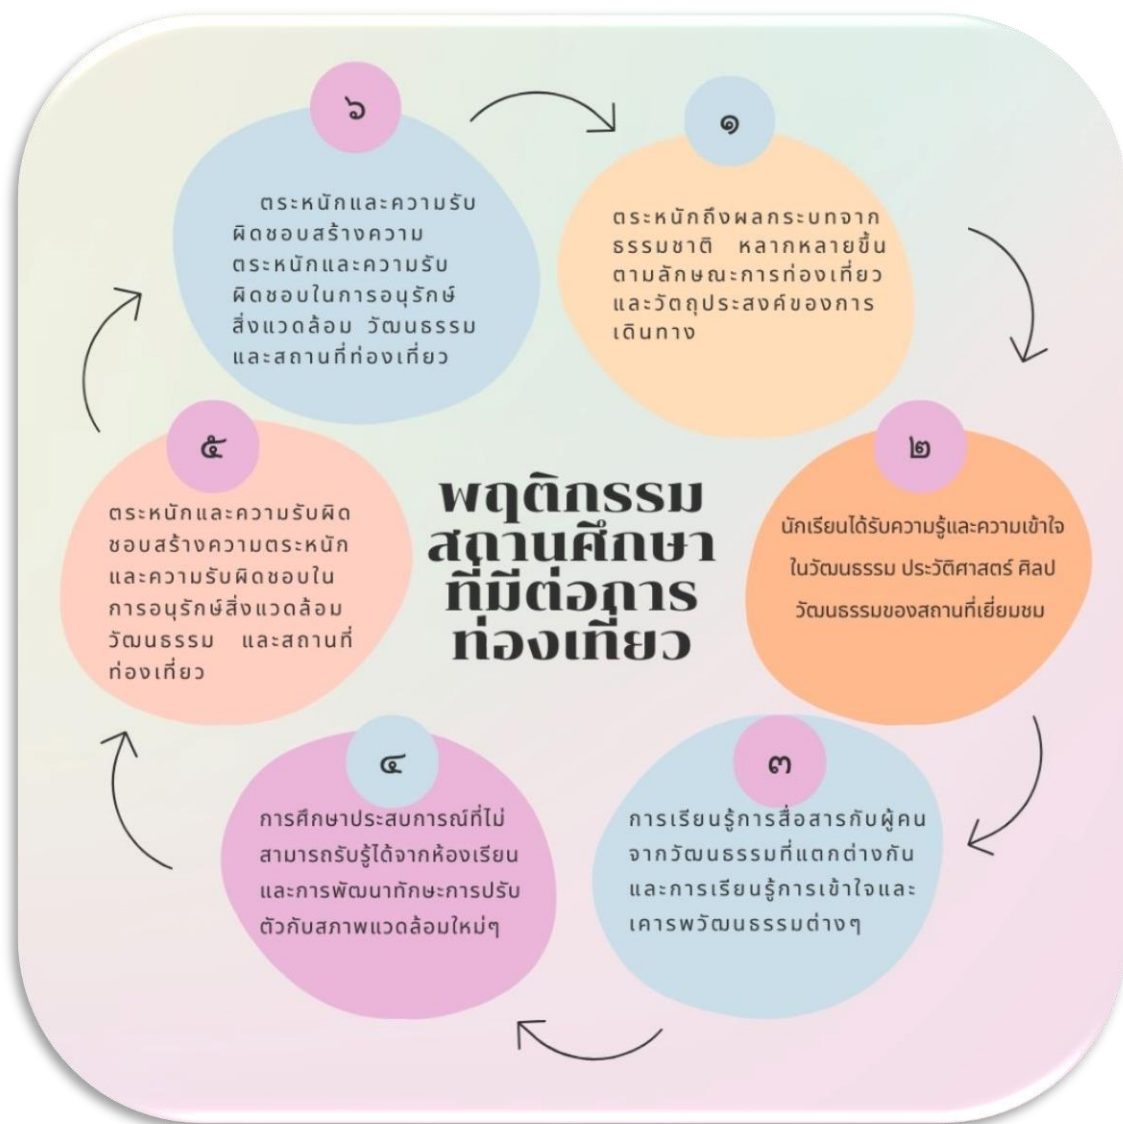 พฤติกรรม
สถานศึกษา
ที่มีต่อการ
ท่องเที่ยว
๑
ตระหนักถึงผลกระบทจาก
ธรรมชาติ หลากหลายขึ้น
ตามลักษณะการท่องเที่ยว
และวัตถุประสงค์ของการ
เดินทาง
๒
นักเรียนได้รับความรู้และความเข้าใจ
ในวัฒนธรรม ประวัติศาสตร์ ศิลป
วัฒนธรรมของสถานที่เยี่ยมชม
๓
การเรียนรู้การสื่อสารกับผู้คน
จากวัฒนธรรมที่แตกต่างกัน
และการเรียนรู้การเข้าใจและ
เคารพวัฒนธรรมต่างๆ
๔
การศึกษาประสบการณ์ที่ไม่
สามารถรับรู้ได้จากห้องเรียน
และการพัฒนาทักษะการปรับ
ตัวกับสภาพแวดล้อมใหม่ๆ
๕
ตระหนักและความรับผิด
ชอบสร้างความตระหนัก
และความรับผิดชอบใน
การอนุรักษ์สิ่งแวดล้อม
วัฒนธรรม และสถานที่
ท่องเที่ยว
๖
ตระหนักและความรับ
ผิดชอบสร้างความ
ตระหนักและความรับ
ผิดชอบในการอนุรักษ์
สิ่งแวดล้อม วัฒนธรรม
และสถานที่ท่องเที่ยว